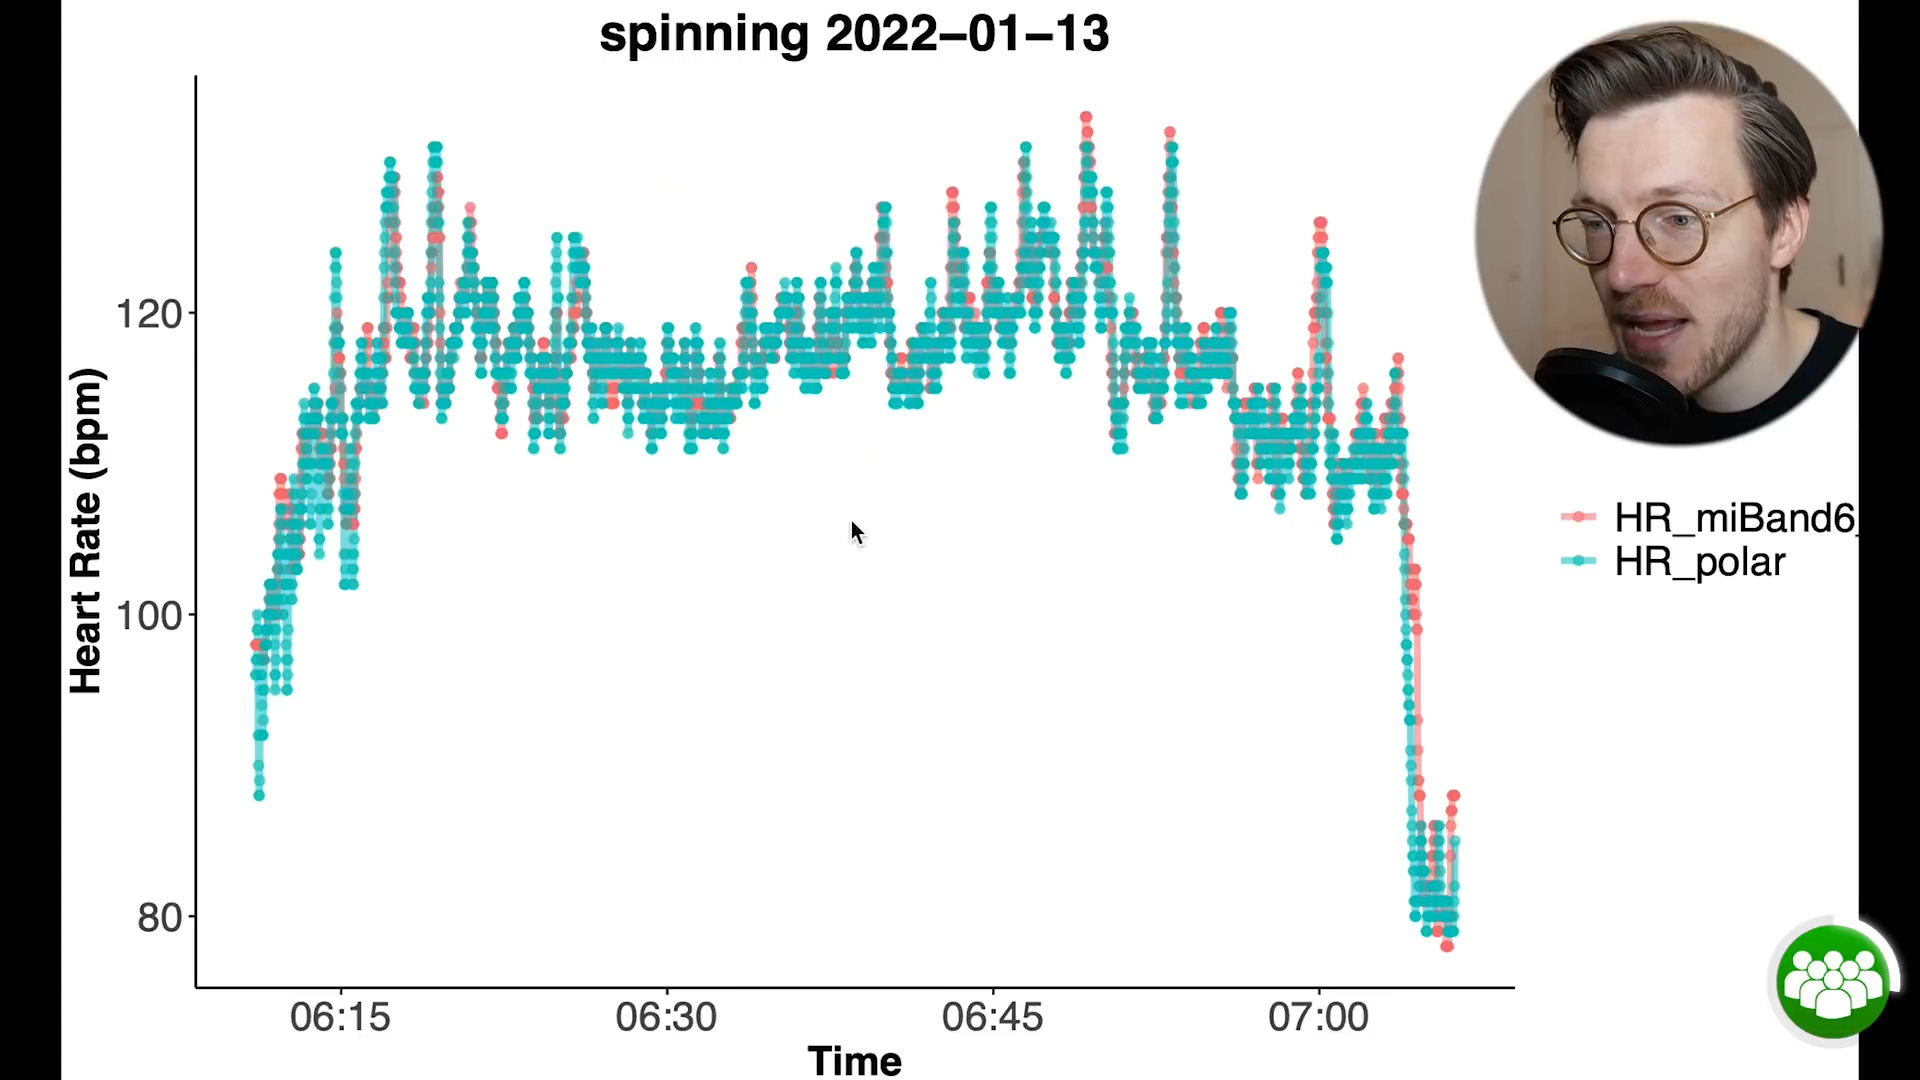 spinning 2022–01–13
Heart Rate (bpm)
120
100
80
06:15
06:30
06:45
07:00
Time
HR_miBand6_
HR_polar